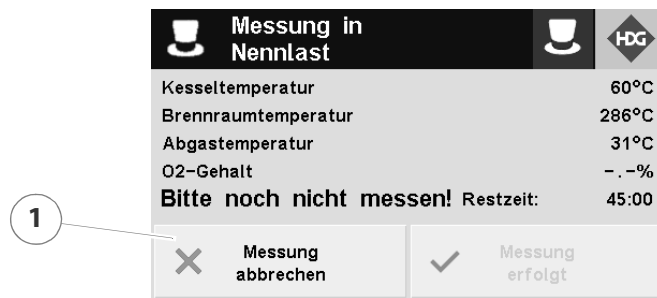 Messung in
Nennlast
HDG
Kesseltemperatur 60°C
Brennraumtemperatur 286°C
Abgastemperatur 31°C
O2-Gehalt -.-%
Bitte noch nicht messen! Restzeit: 45:00
1
Messung
abbrechen
Messung
erfolgt